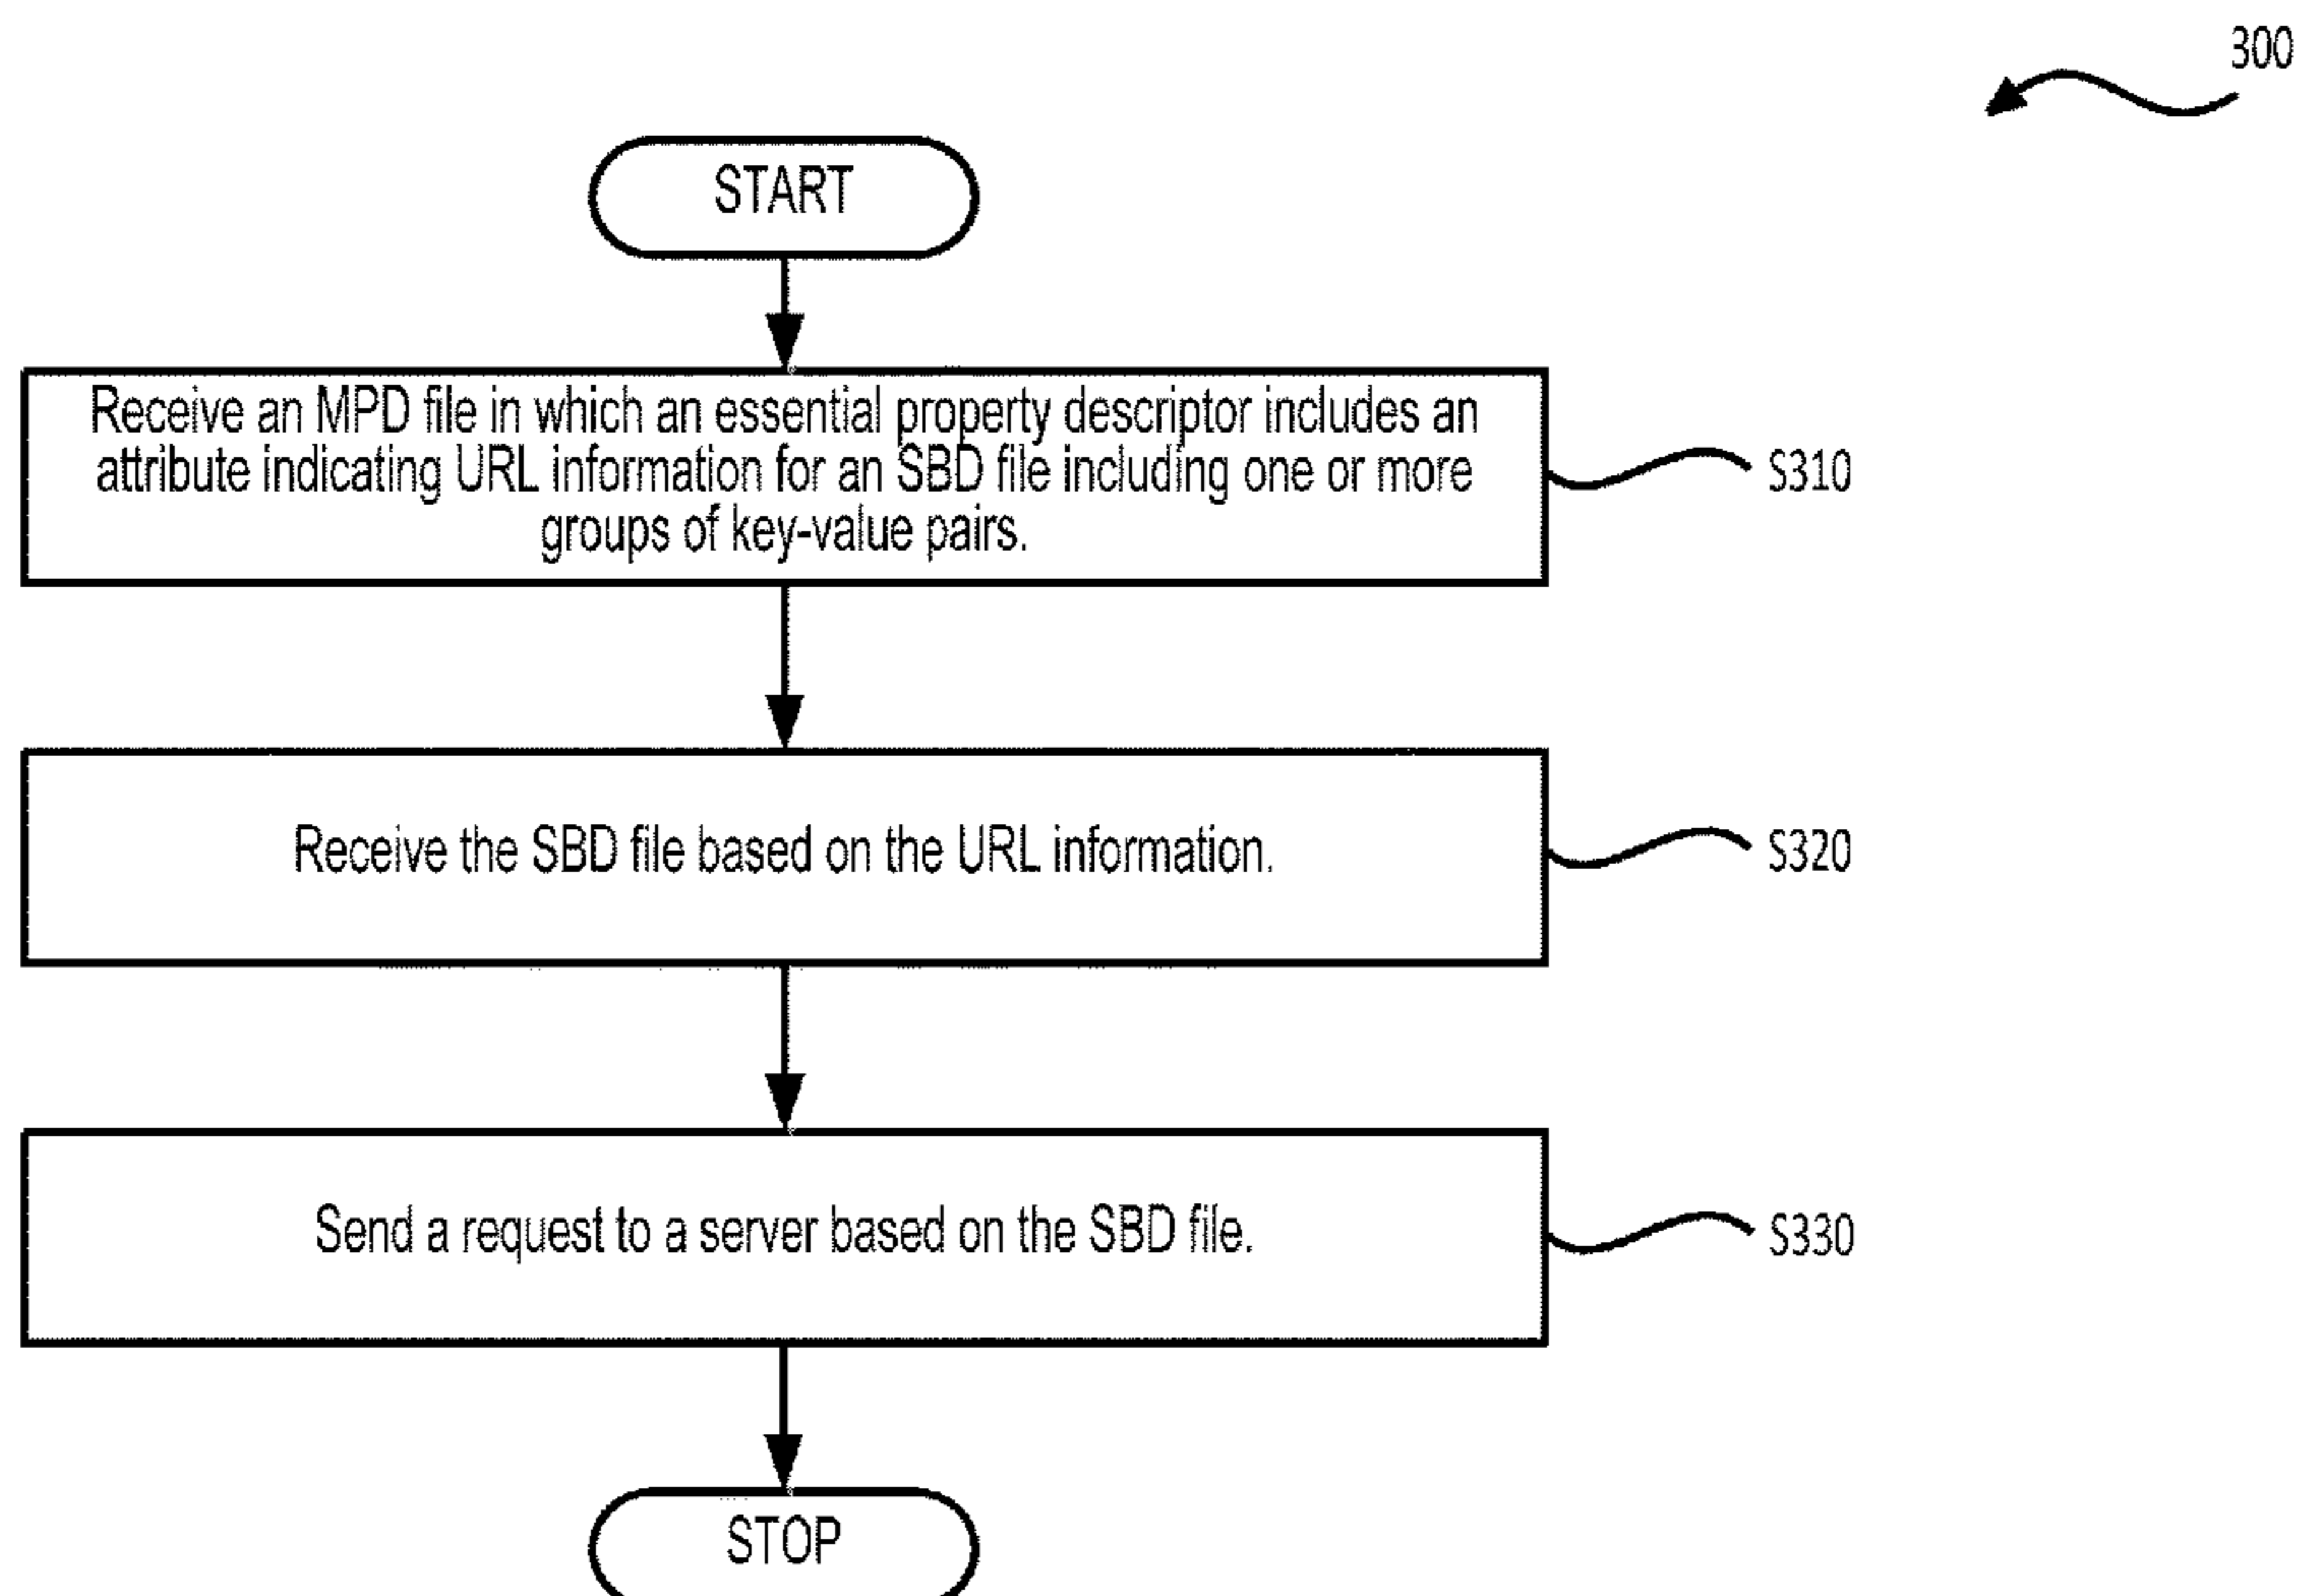 300
START
Receive an MPD file in which an essential property descriptor includes an
attribute indicating URL information for an SBD file including one or more
groups of key-value pairs.
S310
Receive the SBD file based on the URL information.
S320
Send a request to a server based on the SBD file.
S330
STOP